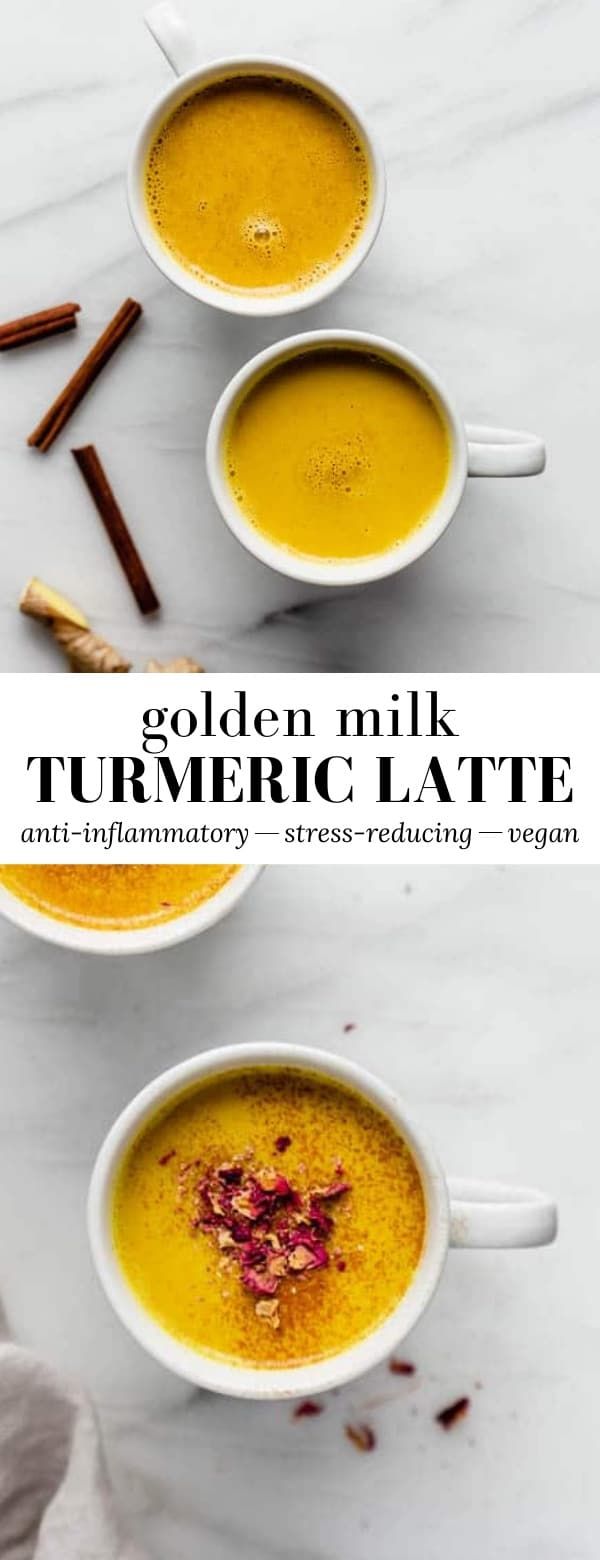 golden milk
TURMERIC LATTE
anti-inflammatory — stress-reducing — vegan